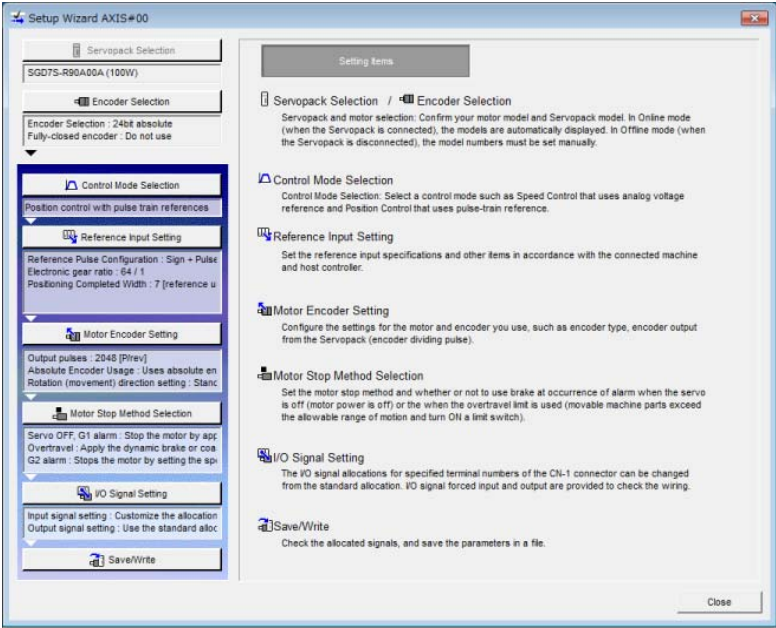 Setup Wizard AXIS#00
Servopack Selection
SGD7S-R90A00A (100W)
Encoder Selection
Encoder Selection : 24bit absolute
Fully-closed encoder : Do not use
Control Mode Selection
Position control with pulse train references
Reference Input Setting
Reference Pulse Configuration : Sign + Pulse
Electronic gear ratio : 64 / 1
Positioning Completed Width : 7 [reference u
Motor Encoder Setting
Output pulses : 2048 [P/rev]
Absolute Encoder Usage : Uses absolute en
Rotation (movement) direction setting : Stanc
Motor Stop Method Selection
Servo OFF, G1 alarm : Stop the motor by app
Overtravel : Apply the dynamic brake or coa
G2 alarm : Stops the motor by setting the spe
I/O Signal Setting
Input signal setting : Customize the allocation
Output signal setting : Use the standard alloc
Save/Write
Setting items
Servopack Selection / Encoder Selection
Servopack and motor selection: Confirm your motor model and Servopack model. In Online mode
(when the Servopack is connected), the models are automatically displayed. In Offline mode (when
the Servopack is disconnected), the model numbers must be set manually.
Control Mode Selection
Control Mode Selection: Select a control mode such as Speed Control that uses analog voltage
reference and Position Control that uses pulse-train reference.
Reference Input Setting
Set the reference input specifications and other items in accordance with the connected machine
and host controller.
Motor Encoder Setting
Configure the settings for the motor and encoder you use, such as encoder type, encoder output
from the Servopack (encoder dividing pulse).
Motor Stop Method Selection
Set the motor stop method and whether or not to use brake at occurrence of alarm when the servo
is off (motor power is off) or the when the overtravel limit is used (movable machine parts exceed
the allowable range of motion and turn ON a limit switch).
I/O Signal Setting
The I/O signal allocations for specified terminal numbers of the CN-1 connector can be changed
from the standard allocation. I/O signal forced input and output are provided to check the wiring.
Save/Write
Check the allocated signals, and save the parameters in a file.
Close